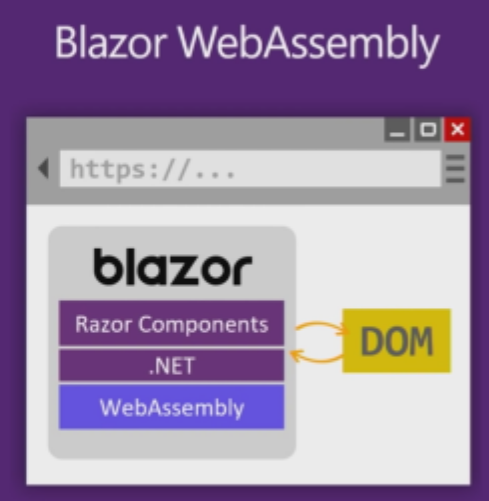 Blazor WebAssembly
https://...
blazor
Razor Components
.NET
WebAssembly
DOM